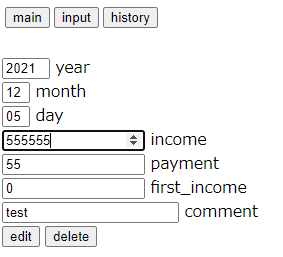 main input history
2021 year
12 month
05 day
555555 income
55 payment
0 first_income
test comment
edit delete